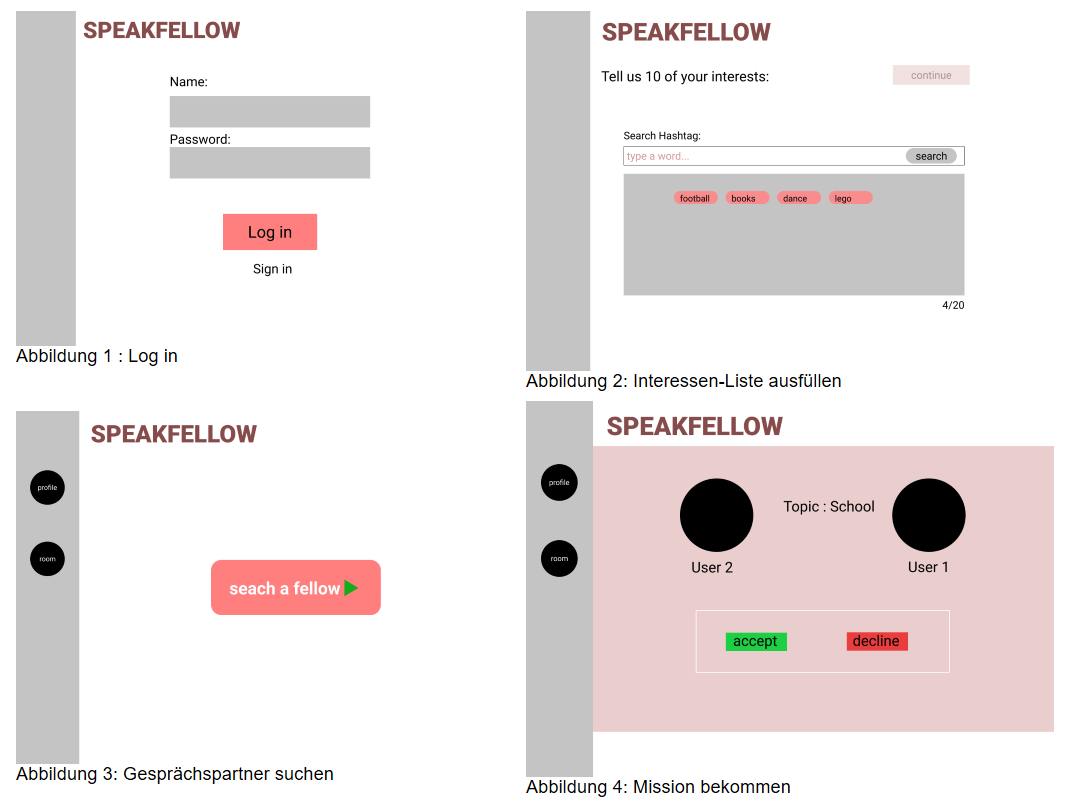 SPEAKFELLOW
Name:
Password:
Log in
Sign in
Abbildung 1 : Log in
SPEAKFELLOW
Tell us 10 of your interests:
continue
Search Hashtag:
type a word...
search
football
books
dance
lego
4/20
Abbildung 2: Interessen-Liste ausfüllen
SPEAKFELLOW
profile
room
seach a fellow
Abbildung 3: Gesprächspartner suchen
SPEAKFELLOW
profile
room
Topic : School
User 2
User 1
accept
decline
Abbildung 4: Mission bekommen